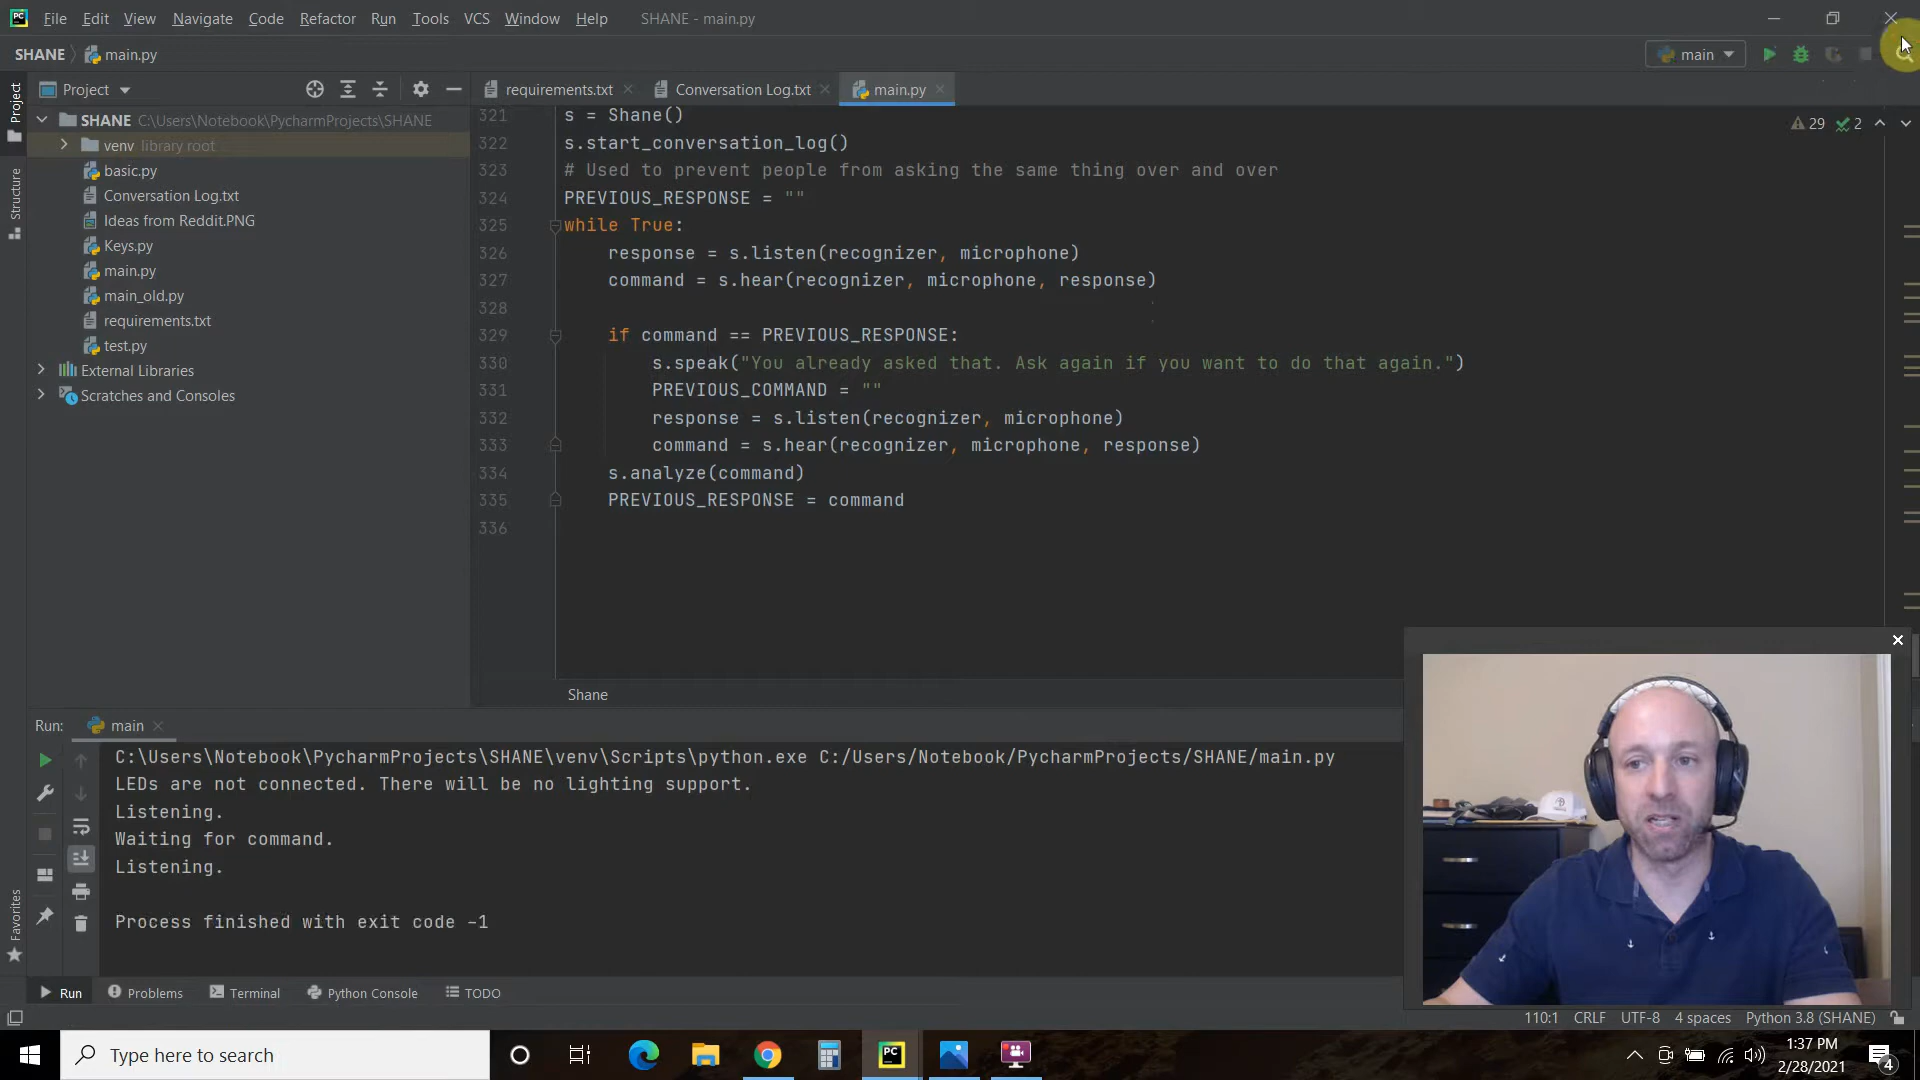 File Edit View Navigate Code Refactor Run Tools VCS Window Help SHANE - main.py
SHANE main.py main
Project requirements.txt Conversation Log.txt main.py
Project
Structure
Favorites
SHANE C:\Users\Notebook\PycharmProjects\SHANE
venv library root
basic.py
Conversation Log.txt
Ideas from Reddit.PNG
Keys.py
main.py
main_old.py
requirements.txt
test.py
External Libraries
Scratches and Consoles
29 2
321 s = Shane()
322 s.start_conversation_log()
323 # Used to prevent people from asking the same thing over and over
324 PREVIOUS_RESPONSE = ""
325 while True:
326 response = s.listen(recognizer, microphone)
327 command = s.hear(recognizer, microphone, response)
328
329 if command == PREVIOUS_RESPONSE:
330 s.speak("You already asked that. Ask again if you want to do that again.")
331 PREVIOUS_COMMAND = ""
332 response = s.listen(recognizer, microphone)
333 command = s.hear(recognizer, microphone, response)
334 s.analyze(command)
335 PREVIOUS_RESPONSE = command
336
Shane
Run: main
C:\Users\Notebook\PycharmProjects\SHANE\venv\Scripts\python.exe C:/Users/Notebook/PycharmProjects/SHANE/main.py
LEDs are not connected. There will be no lighting support.
Listening.
Waiting for command.
Listening.
Process finished with exit code -1
Run Problems Terminal Python Console TODO
110:1 CRLF UTF-8 4 spaces Python 3.8 (SHANE)
Type here to search
PC
1:37 PM
2/28/2021
4